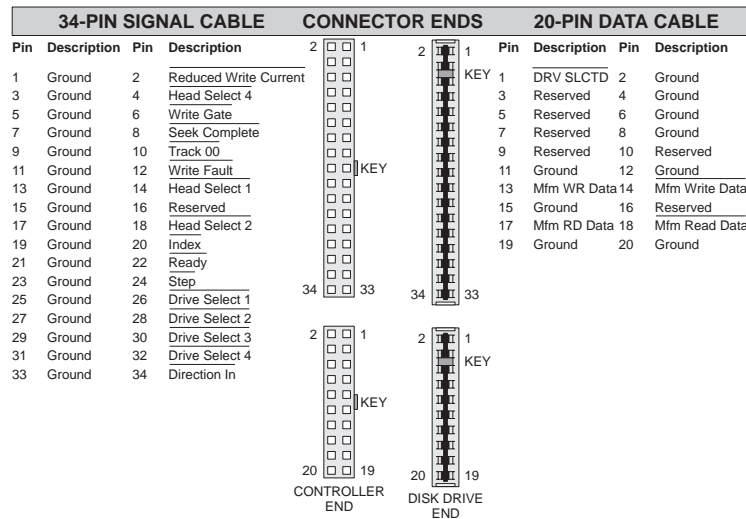 34-PIN SIGNAL CABLE CONNECTOR ENDS 20-PIN DATA CABLE
Pin Description Pin Description
1 Ground 2 Reduced Write Current
3 Ground 4 Head Select 4
5 Ground 6 Write Gate
7 Ground 8 Seek Complete
9 Ground 10 Track 00
11 Ground 12 Write Fault
13 Ground 14 Head Select 1
15 Ground 16 Reserved
17 Ground 18 Head Select 2
19 Ground 20 Index
21 Ground 22 Ready
23 Ground 24 Step
25 Ground 26 Drive Select 1
27 Ground 28 Drive Select 2
29 Ground 30 Drive Select 3
31 Ground 32 Drive Select 4
33 Ground 34 Direction In
2 1
KEY
34 33
2 1
KEY
20 19
CONTROLLER
END
2 1
KEY
34 33
2 1
KEY
20 19
DISK DRIVE
END
Pin Description Pin Description
1 DRV SLCTD 2 Ground
3 Reserved 4 Ground
5 Reserved 6 Ground
7 Reserved 8 Ground
9 Reserved 10 Reserved
11 Ground 12 Ground
13 Mfm WR Data 14 Mfm Write Data
15 Ground 16 Reserved
17 Mfm RD Data 18 Mfm Read Data
19 Ground 20 Ground